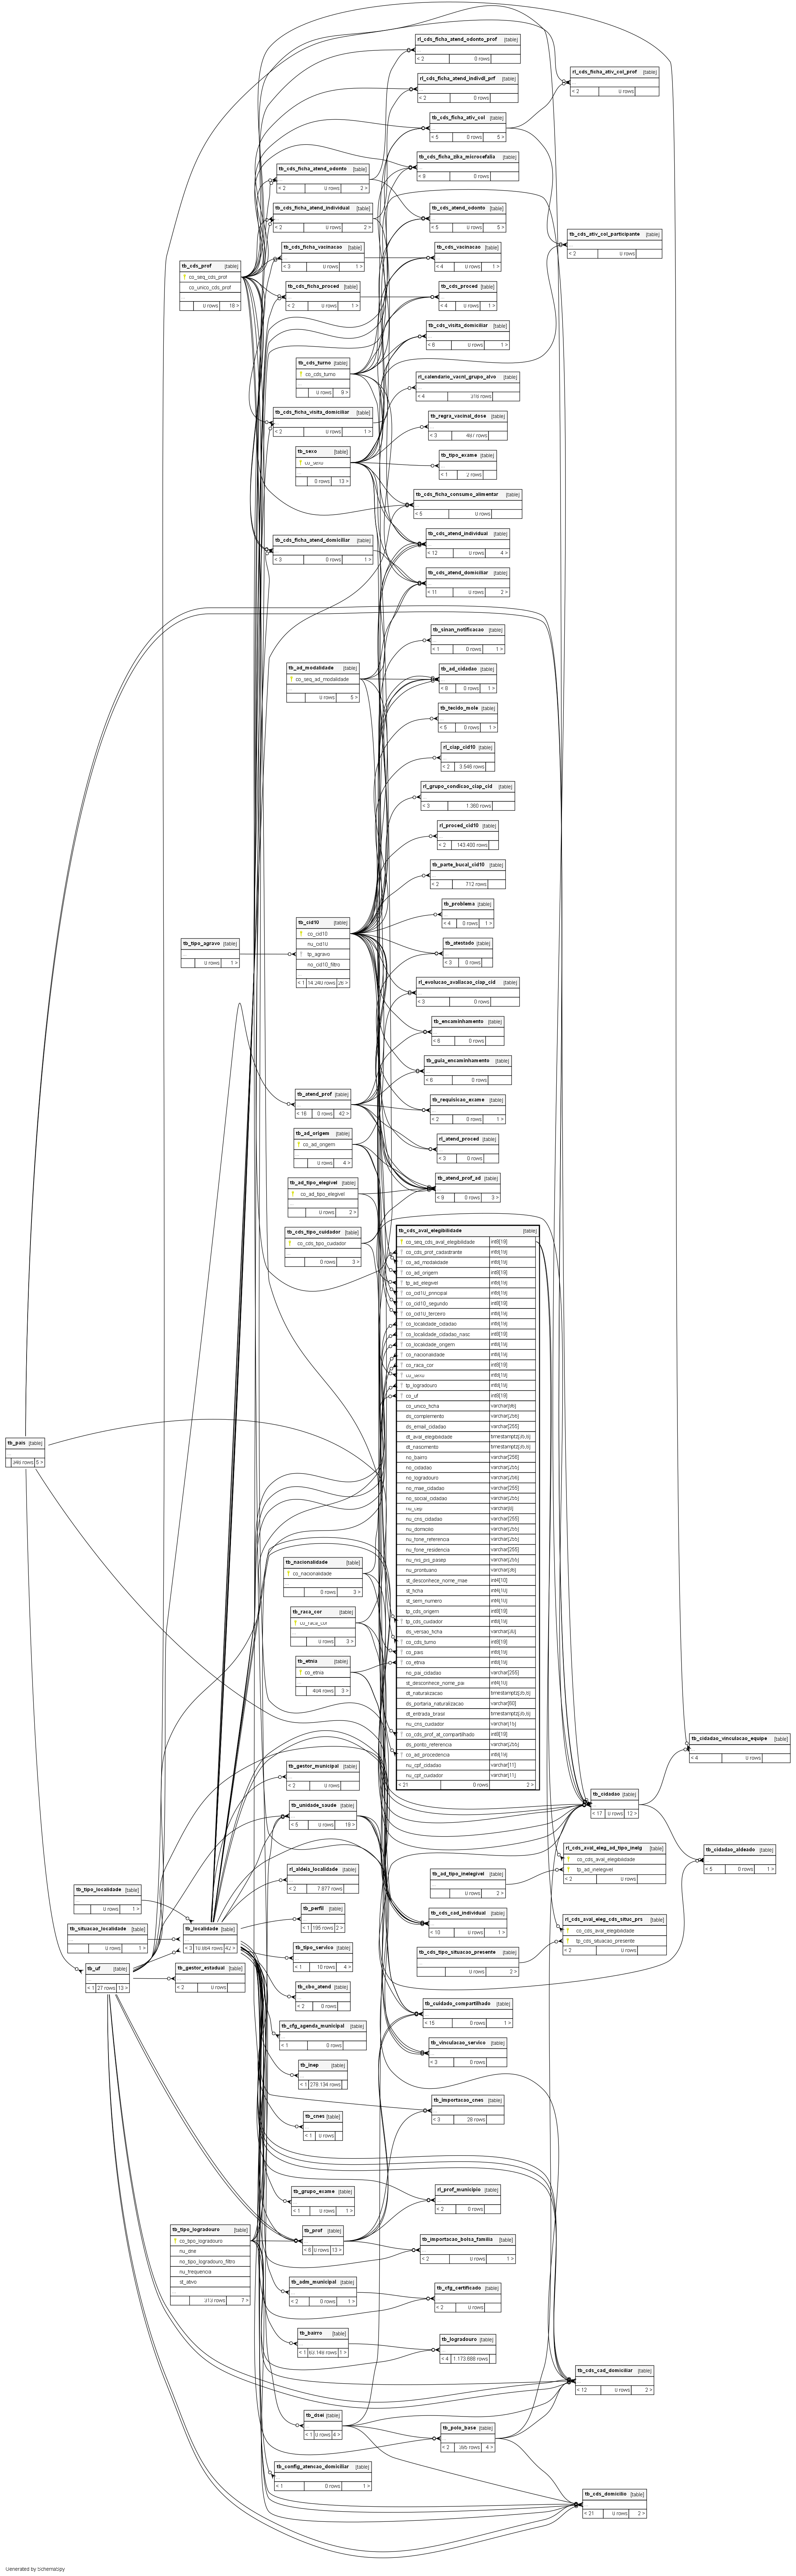 rl_cds_ficha_atend_odonto_prof [table]
< 2 0 rows
rl_cds_ficha_atend_individl_prf [table]
< 2 0 rows
rl_cds_ficha_ativ_col_prof [table]
< 2 0 rows
tb_cds_ficha_ativ_col [table]
< 5 0 rows 5 >
tb_cds_ficha_zika_microcefalia [table]
< 9 0 rows
tb_cds_ficha_atend_odonto [table]
< 2 0 rows 2 >
tb_cds_ficha_atend_individual [table]
< 2 0 rows 2 >
tb_cds_atend_odonto [table]
< 5 0 rows 5 >
tb_cds_ativ_col_participante [table]
< 2 0 rows
tb_cds_ficha_vacinacao [table]
< 3 0 rows 1 >
tb_cds_vacinacao [table]
< 4 0 rows 1 >
tb_cds_prof [table]
co_seq_cds_prof
co_unico_cds_prof
0 rows 18 >
tb_cds_ficha_proced [table]
< 2 0 rows 1 >
tb_cds_proced [table]
< 4 0 rows 1 >
tb_cds_visita_domiciliar [table]
< 6 0 rows 1 >
tb_cds_turno [table]
co_cds_turno
0 rows 9 >
rl_calendario_vacnl_grupo_alvo [table]
< 4 318 rows
tb_cds_ficha_visita_domiciliar [table]
< 2 0 rows 1 >
tb_regra_vacinal_dose [table]
< 3 487 rows
tb_sexo [table]
co_sexo
0 rows 13 >
tb_tipo_exame [table]
< 1 2 rows
tb_cds_ficha_consumo_alimentar [table]
< 5 0 rows
tb_cds_atend_individual [table]
< 12 0 rows 4 >
tb_cds_ficha_atend_domiciliar [table]
< 3 0 rows 1 >
tb_cds_atend_domiciliar [table]
< 11 0 rows 2 >
tb_sinan_notificacao [table]
< 1 0 rows 1 >
tb_ad_modalidade [table]
co_seq_ad_modalidade
0 rows 5 >
tb_ad_cidadao [table]
< 8 0 rows 1 >
tb_tecido_mole [table]
< 5 0 rows 1 >
rl_ciap_cid10 [table]
< 2 3.546 rows
rl_grupo_condicao_ciap_cid [table]
< 3 1.360 rows
rl_proced_cid10 [table]
< 2 143.400 rows
tb_parte_bucal_cid10 [table]
< 2 712 rows
tb_problema [table]
< 4 0 rows 1 >
tb_cid10 [table]
co_cid10
nu_cid10
tp_agravo
no_cid10_filtro
< 1 14.240 rows 26 >
tb_tipo_agravo [table]
0 rows 1 >
tb_atestado [table]
< 3 0 rows
rl_evolucao_avaliacao_ciap_cid [table]
< 3 0 rows
tb_encaminhamento [table]
< 6 0 rows
tb_guia_encaminhamento [table]
< 6 0 rows
tb_atend_prof [table]
< 16 0 rows 42 >
tb_requisicao_exame [table]
< 2 0 rows 1 >
tb_ad_origem [table]
co_ad_origem
0 rows 4 >
rl_atend_proced [table]
< 3 0 rows
tb_ad_tipo_elegivel [table]
co_ad_tipo_elegivel
0 rows 2 >
tb_atend_prof_ad [table]
< 8 0 rows 3 >
tb_cds_tipo_cuidador [table]
co_cds_tipo_cuidador
0 rows 3 >
tb_cds_aval_elegibilidade [table]
co_seq_cds_aval_elegibilidade int8[19]
co_cds_prof_cadastrante int8[19]
co_ad_modalidade int8[19]
co_ad_origem int8[19]
tp_ad_elegivel int8[19]
co_cid10_principal int8[19]
co_cid10_segundo int8[19]
co_cid10_terceiro int8[19]
co_localidade_cidadao int8[19]
co_localidade_cidadao_nasc int8[19]
co_localidade_origem int8[19]
co_nacionalidade int8[19]
co_raca_cor int8[19]
co_sexo int8[19]
tp_logradouro int8[19]
co_uf int8[19]
co_unico_ficha varchar[96]
ds_complemento varchar[255]
ds_email_cidadao varchar[255]
dt_aval_elegibilidade timestamptz[35,6]
dt_nascimento timestamptz[35,6]
no_bairro varchar[255]
no_cidadao varchar[255]
no_logradouro varchar[255]
no_mae_cidadao varchar[255]
no_social_cidadao varchar[255]
nu_cep varchar[8]
nu_cns_cidadao varchar[255]
nu_domicilio varchar[255]
nu_fone_referencia varchar[255]
nu_fone_residencia varchar[255]
nu_nis_pis_pasep varchar[255]
nu_prontuario varchar[36]
st_desconhece_nome_mae int4[10]
st_ficha int4[10]
st_sem_numero int4[10]
tp_cds_origem int8[19]
tp_cds_cuidador int8[19]
ds_versao_ficha varchar[30]
co_cds_turno int8[19]
co_pais int8[19]
co_etnia int8[19]
no_pai_cidadao varchar[255]
st_desconhece_nome_pai int4[10]
dt_naturalizacao timestamptz[35,6]
ds_portaria_naturalizacao varchar[60]
dt_entrada_brasil timestamptz[35,6]
nu_cns_cuidador varchar[15]
co_cds_prof_at_compartilhado int8[19]
ds_ponto_referencia varchar[255]
co_ad_procedencia int8[19]
nu_cpf_cidadao varchar[11]
nu_cpf_cuidador varchar[11]
< 21 0 rows 2 >
tb_pais [table]
246 rows 5 >
tb_nacionalidade [table]
co_nacionalidade
0 rows 3 >
tb_raca_cor [table]
co_raca_cor
0 rows 3 >
tb_etnia [table]
co_etnia
404 rows 3 >
tb_cidadao_vinculacao_equipe [table]
< 4 0 rows
tb_gestor_municipal [table]
< 2 0 rows
tb_cidadao [table]
< 17 0 rows 12 >
tb_unidade_saude [table]
< 5 0 rows 18 >
rl_cds_aval_eleg_ad_tipo_inelg [table]
co_cds_aval_elegibilidade
tp_ad_inelegivel
< 2 0 rows
tb_cidadao_aldeado [table]
< 5 0 rows 1 >
rl_aldeia_localidade [table]
< 2 7.877 rows
tb_ad_tipo_inelegivel [table]
0 rows 2 >
tb_tipo_localidade [table]
0 rows 1 >
tb_perfil [table]
< 1 195 rows 2 >
tb_cds_cad_individual [table]
< 10 0 rows 1 >
rl_cds_aval_eleg_cds_situc_prs [table]
co_cds_aval_elegibilidade
tp_cds_situacao_presente
< 2 0 rows
tb_situacao_localidade [table]
0 rows 1 >
tb_localidade [table]
< 3 10.864 rows 42 >
tb_tipo_servico [table]
< 1 10 rows 4 >
tb_cds_tipo_situacao_presente [table]
0 rows 2 >
tb_uf [table]
< 1 27 rows 13 >
tb_gestor_estadual [table]
< 2 0 rows
tb_cbo_atend [table]
< 2 0 rows
tb_cuidado_compartilhado [table]
< 15 0 rows 1 >
tb_cfg_agenda_municipal [table]
< 1 0 rows
tb_vinculacao_servico [table]
< 3 0 rows
tb_inep [table]
< 1 278.134 rows
tb_importacao_cnes [table]
< 3 28 rows
tb_cnes [table]
< 1 0 rows
tb_grupo_exame [table]
< 1 0 rows 1 >
rl_prof_municipio [table]
< 2 0 rows
tb_tipo_logradouro [table]
co_tipo_logradouro
nu_dne
no_tipo_logradouro_filtro
nu_frequencia
st_ativo
313 rows 7 >
tb_prof [table]
< 6 0 rows 13 >
tb_importacao_bolsa_familia [table]
< 2 0 rows 1 >
tb_adm_municipal [table]
< 2 0 rows 1 >
tb_cfg_certificado [table]
< 2 0 rows
tb_bairro [table]
tb_logradouro [table]
< 4 1.173.888 rows
tb_cds_cad_domiciliar [table]
< 12 0 rows 2 >
tb_dsei [table]
< 1 0 rows 4 >
tb_polo_base [table]
< 2 386 rows 4 >
tb_config_atencao_domiciliar [table]
< 1 0 rows 1 >
tb_cds_domicilio [table]
< 21 0 rows 2 >
Generated by SchemaSpy